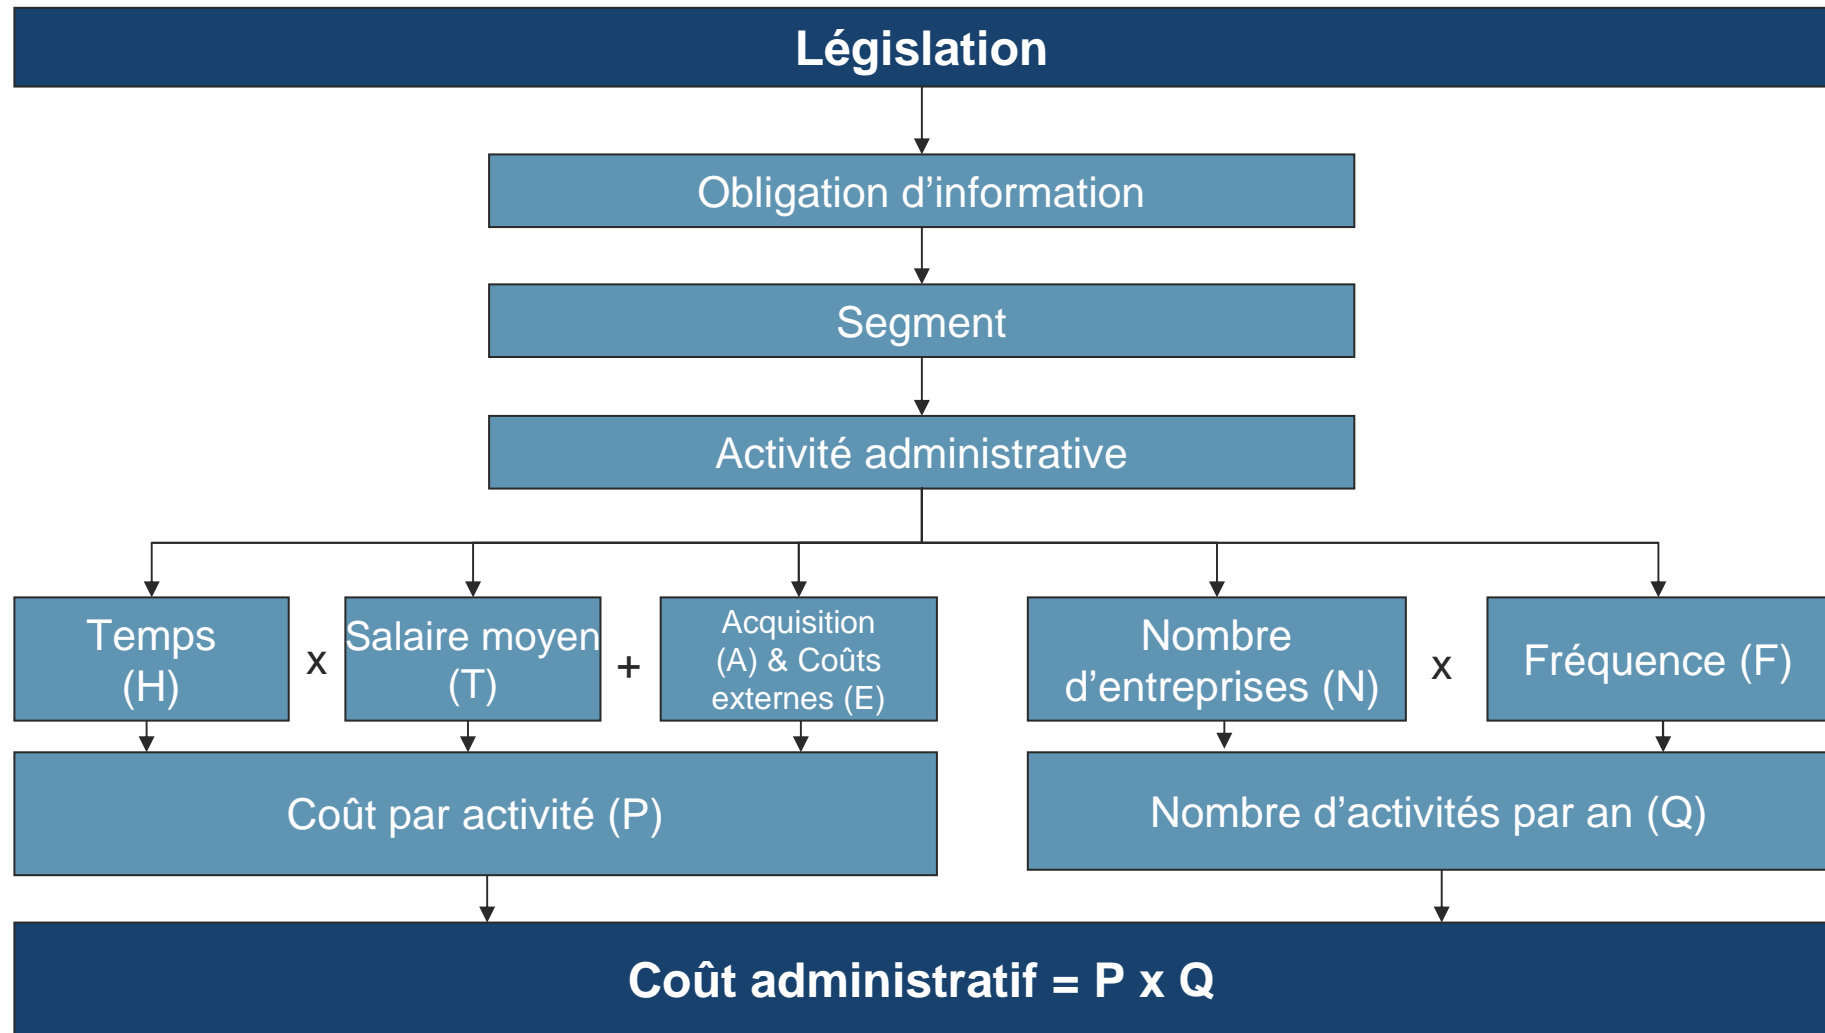 Législation
Obligation d’information
Segment
Activité administrative
Temps
(H)
x
Salaire moyen
(T)
+
Acquisition
(A) & Coûts
externes (E)
Nombre
d’entreprises (N)
x
Fréquence (F)
Coût par activité (P)
Nombre d’activités par an (Q)
Coût administratif = P x Q